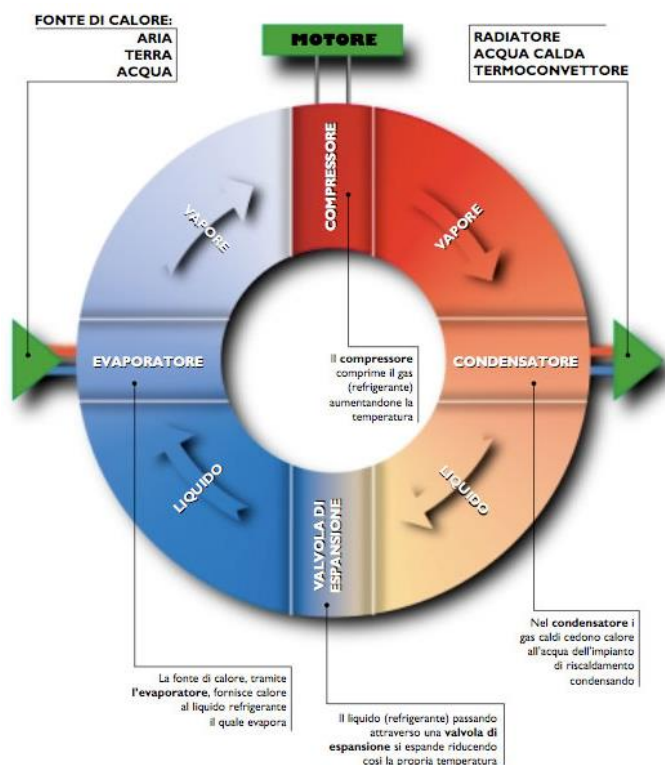 FONTE DI CALORE:
ARIA
TERRA
ACQUA
MOTORE
RADIATORE
ACQUA CALDA
TERMOCONVETTORE
COMPRESSORE
VAPORE
VAPORE
EVAPORATORE
Il compressore
comprime il gas
(refrigerante)
aumentandone la
temperatura
CONDENSATORE
LIQUIDO
VALVOLA DI
ESPANSIONE
LIQUIDO
La fonte di calore, tramite
l'evaporatore, fornisce calore
al liquido refrigerante
il quale evapora
Il liquido (refrigerante) passando
attraverso una valvola di
espansione si espande riducendo
così la propria temperatura
Nel condensatore i
gas caldi cedono calore
all'acqua dell'impianto
di riscaldamento
condensando